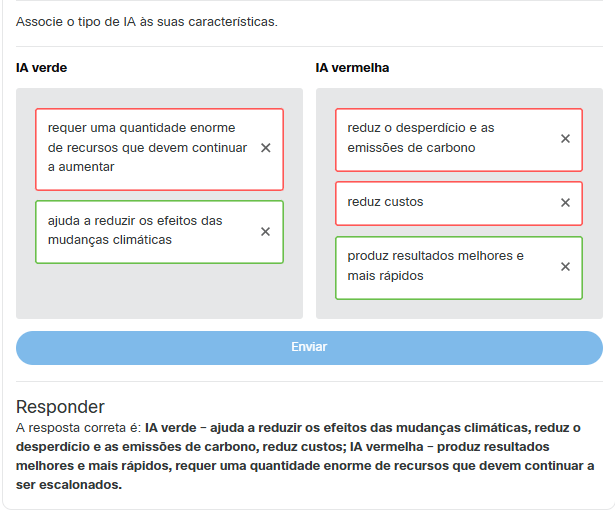 Associe o tipo de IA às suas características.
IA verde
requer uma quantidade enorme
de recursos que devem continuar
a aumentar
ajuda a reduzir os efeitos das
mudanças climáticas
IA vermelha
reduz o desperdício e as
emissões de carbono
reduz custos
produz resultados melhores e
mais rápidos
Enviar
Responder
A resposta correta é: IA verde – ajuda a reduzir os efeitos das mudanças climáticas, reduz o
desperdício e as emissões de carbono, reduz custos; IA vermelha – produz resultados
melhores e mais rápidos, requer uma quantidade enorme de recursos que devem continuar a
ser escalonados.